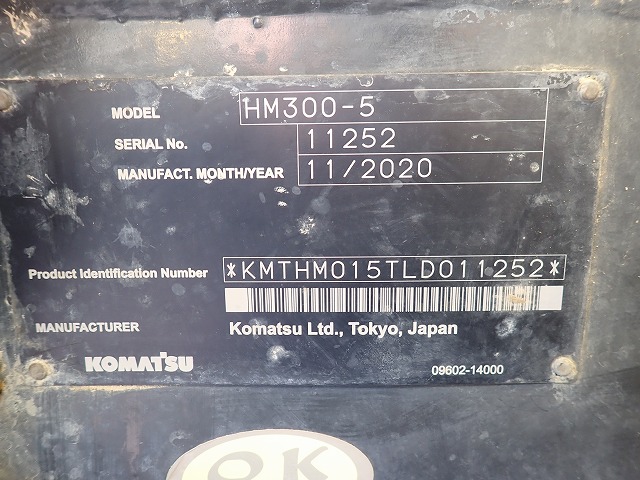 MODEL HM300-5
SERIAL No. 11252
MANUFACT. MONTH/YEAR 11/2020
Product Identification Number *KMTHM015TLD011252*
MANUFACTURER Komatsu Ltd., Tokyo, Japan
KOMATSU 09602-14000
OK